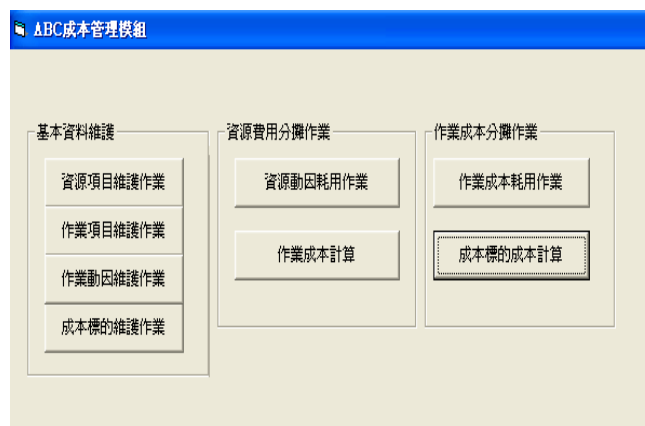 ABC成本管理模組
基本資料維護
資源項目維護作業
作業項目維護作業
作業動因維護作業
成本標的維護作業
資源費用分攤作業
資源動因耗用作業
作業成本計算
作業成本分攤作業
作業成本耗用作業
成本標的成本計算